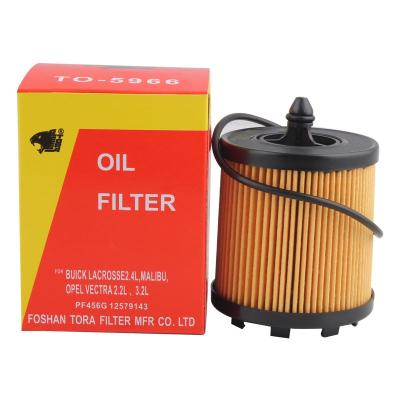 TO-5966
OIL
FILTER
FOR
BUICK LACROSSE2.4L,MALIBU,
OPEL VECTRA 2.2L , 3.2L
PF456G 12579143
FOSHAN TORA FILTER MFR CO. LTD